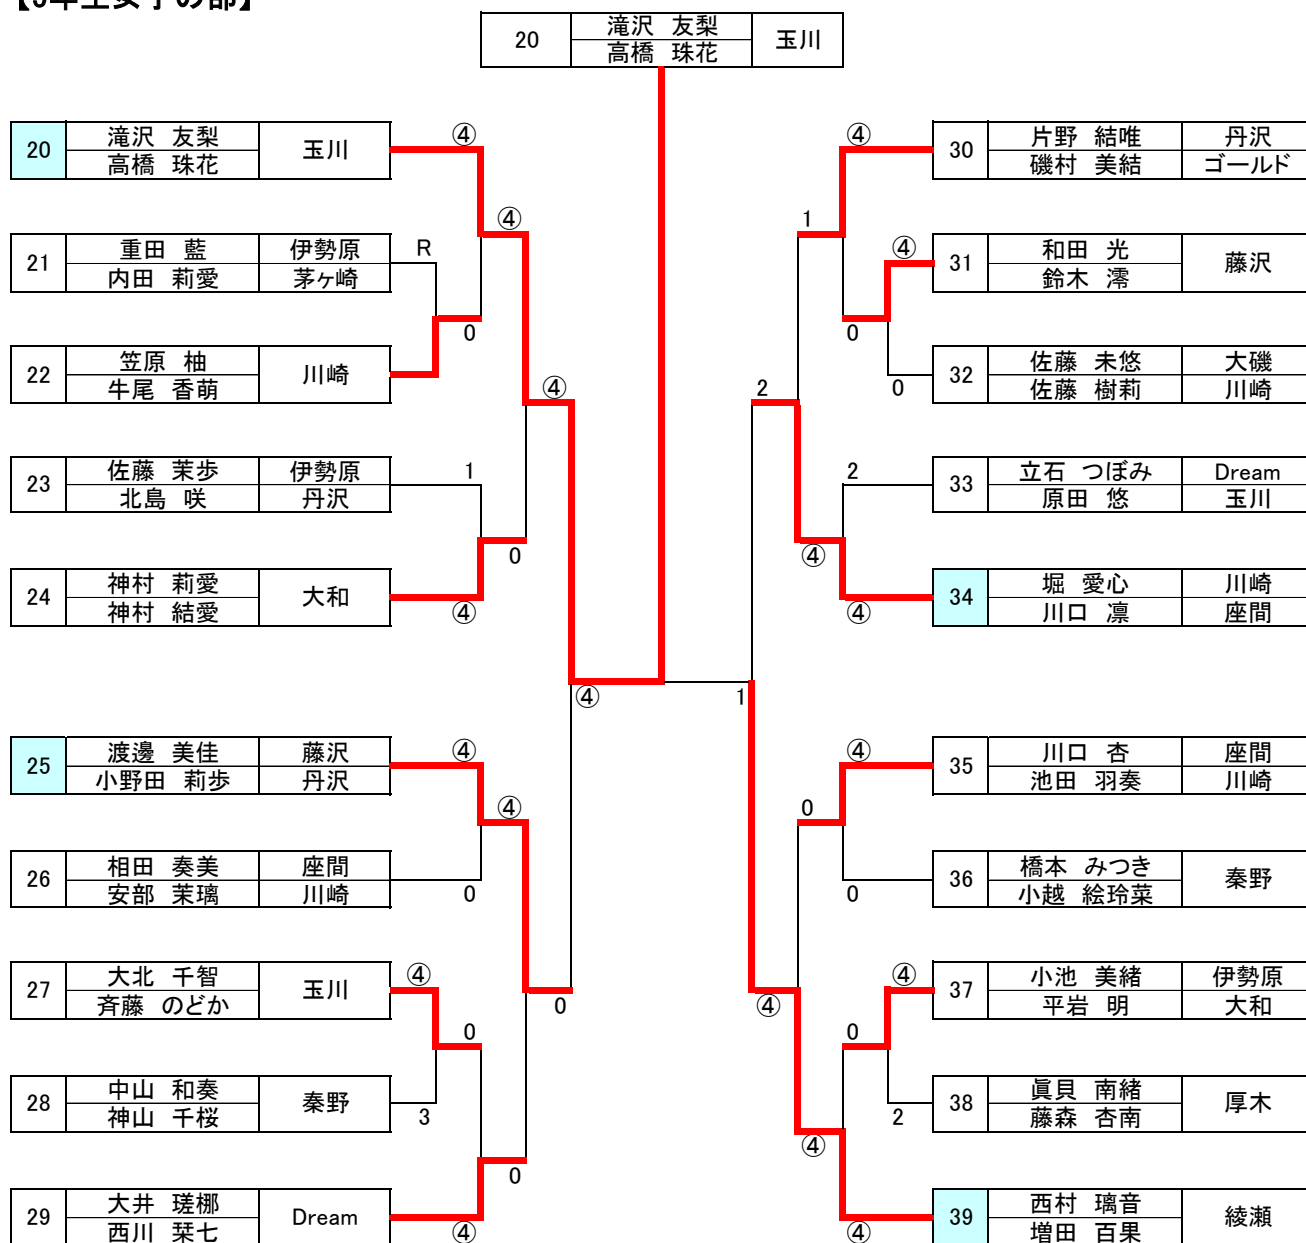 年生女子の部】
20 滝沢 友梨 玉川
高橋 珠花
20 滝沢 友梨 玉川
高橋 珠花
④
④
21 重田 藍 伊勢原
内田 莉愛 茅ヶ崎
R
0
22 笠原 柚 川崎
牛尾 香萌
④
23 佐藤 茉歩 伊勢原
北島 咲 丹沢
1
0
24 神村 莉愛 大和
神村 結愛
④
④
25 渡邊 美佳 藤沢
小野田 莉歩 丹沢
④
④
26 相田 奏美 座間
安部 茉璃 川崎
0
27 大北 千智 玉川
斉藤 のどか
④
0
0
28 中山 和奏 秦野
神山 千桜
3
0
29 大井 瑳梛 Dream
西川 栞七
④
④ 30 片野 結唯 丹沢
磯村 美結 ゴールド
1
④ 31 和田 光 藤沢
鈴木 澪
0
32 佐藤 未悠 大磯
佐藤 樹莉 川崎
0
2
2 33 立石 つぼみ Dream
原田 悠 玉川
④
34 堀 愛心 川崎
川口 凛 座間
④
1
④ 35 川口 杏 座間
池田 羽奏 川崎
0
36 橋本 みつき 秦野
小越 絵玲菜
0
④ 37 小池 美緒 伊勢原
平岩 明 大和
④
0
38 眞貝 南緒 厚木
藤森 杏南
2
④
39 西村 璃音 綾瀬
増田 百果
④